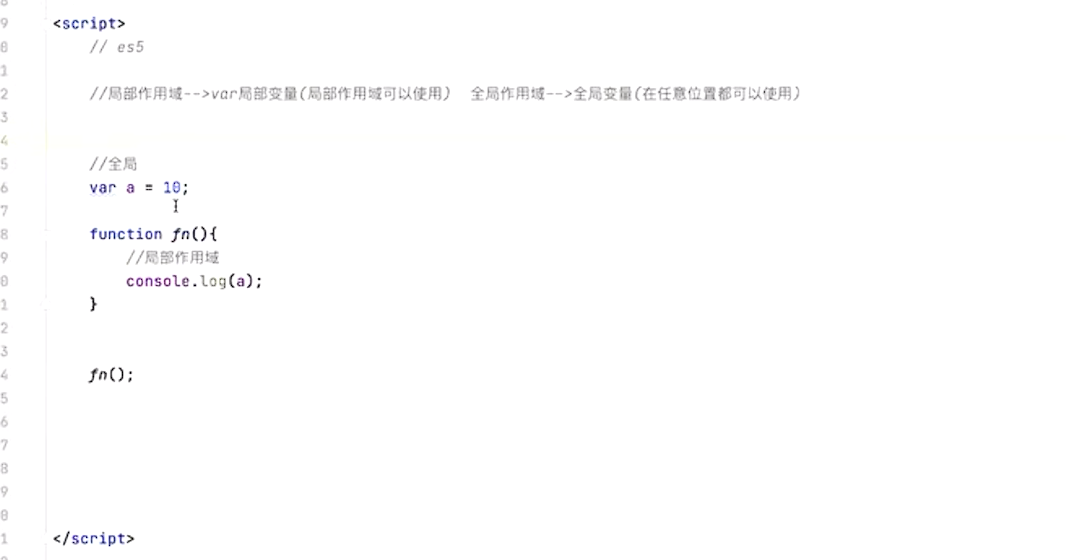 9 <script>
0 // es5
1
2 //局部作用域-->var局部变量(局部作用域可以使用) 全局作用域-->全局变量(在任意位置都可以使用)
3
4
5 //全局
6 var a = 10;
7
8 function fn(){
9 //局部作用域
0 console.log(a);
1 }
2
3
4 fn();
5
6
7
8
9
0
1 </script>